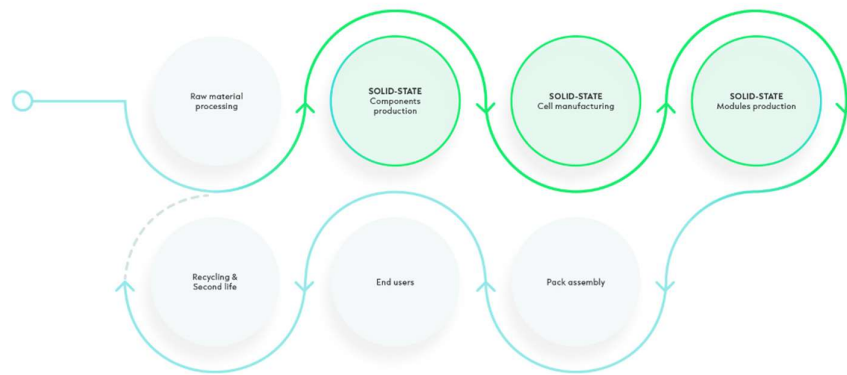 Raw material
processing
SOLID-STATE
Components
production
SOLID-STATE
Cell manufacturing
SOLID-STATE
Modules production
Recycling &
Second life
End users
Pack assembly